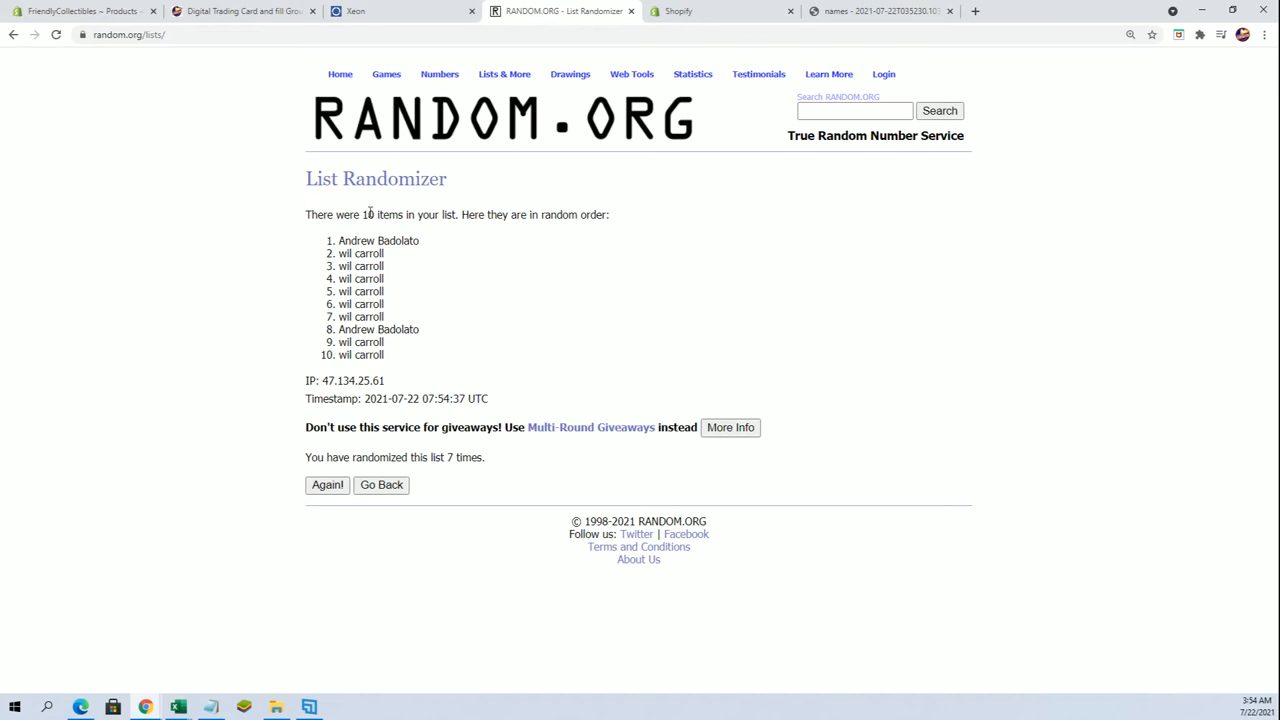 FriendlyCollectibles ~ Products ~
Digital Trading Card and fill Gro
Xeon
RANDOM.ORG - List Randomizer
Shopify
names - 2021-07-22T035230.103
random.org/lists/
Home Games Numbers Lists & More Drawings Web Tools Statistics Testimonials Learn More Login
RANDOM.ORG
Search RANDOM.ORG
Search
True Random Number Service
List Randomizer
There were 10 items in your list. Here they are in random order:
1. Andrew Badolato
2. wil carroll
3. wil carroll
4. wil carroll
5. wil carroll
6. wil carroll
7. wil carroll
8. Andrew Badolato
9. wil carroll
10. wil carroll
IP: 47.134.25.61
Timestamp: 2021-07-22 07:54:37 UTC
Don't use this service for giveaways! Use Multi-Round Giveaways instead More Info
You have randomized this list 7 times.
Again! Go Back
© 1998-2021 RANDOM.ORG
Follow us: Twitter | Facebook
Terms and Conditions
About Us
3:54 AM
7/22/2021